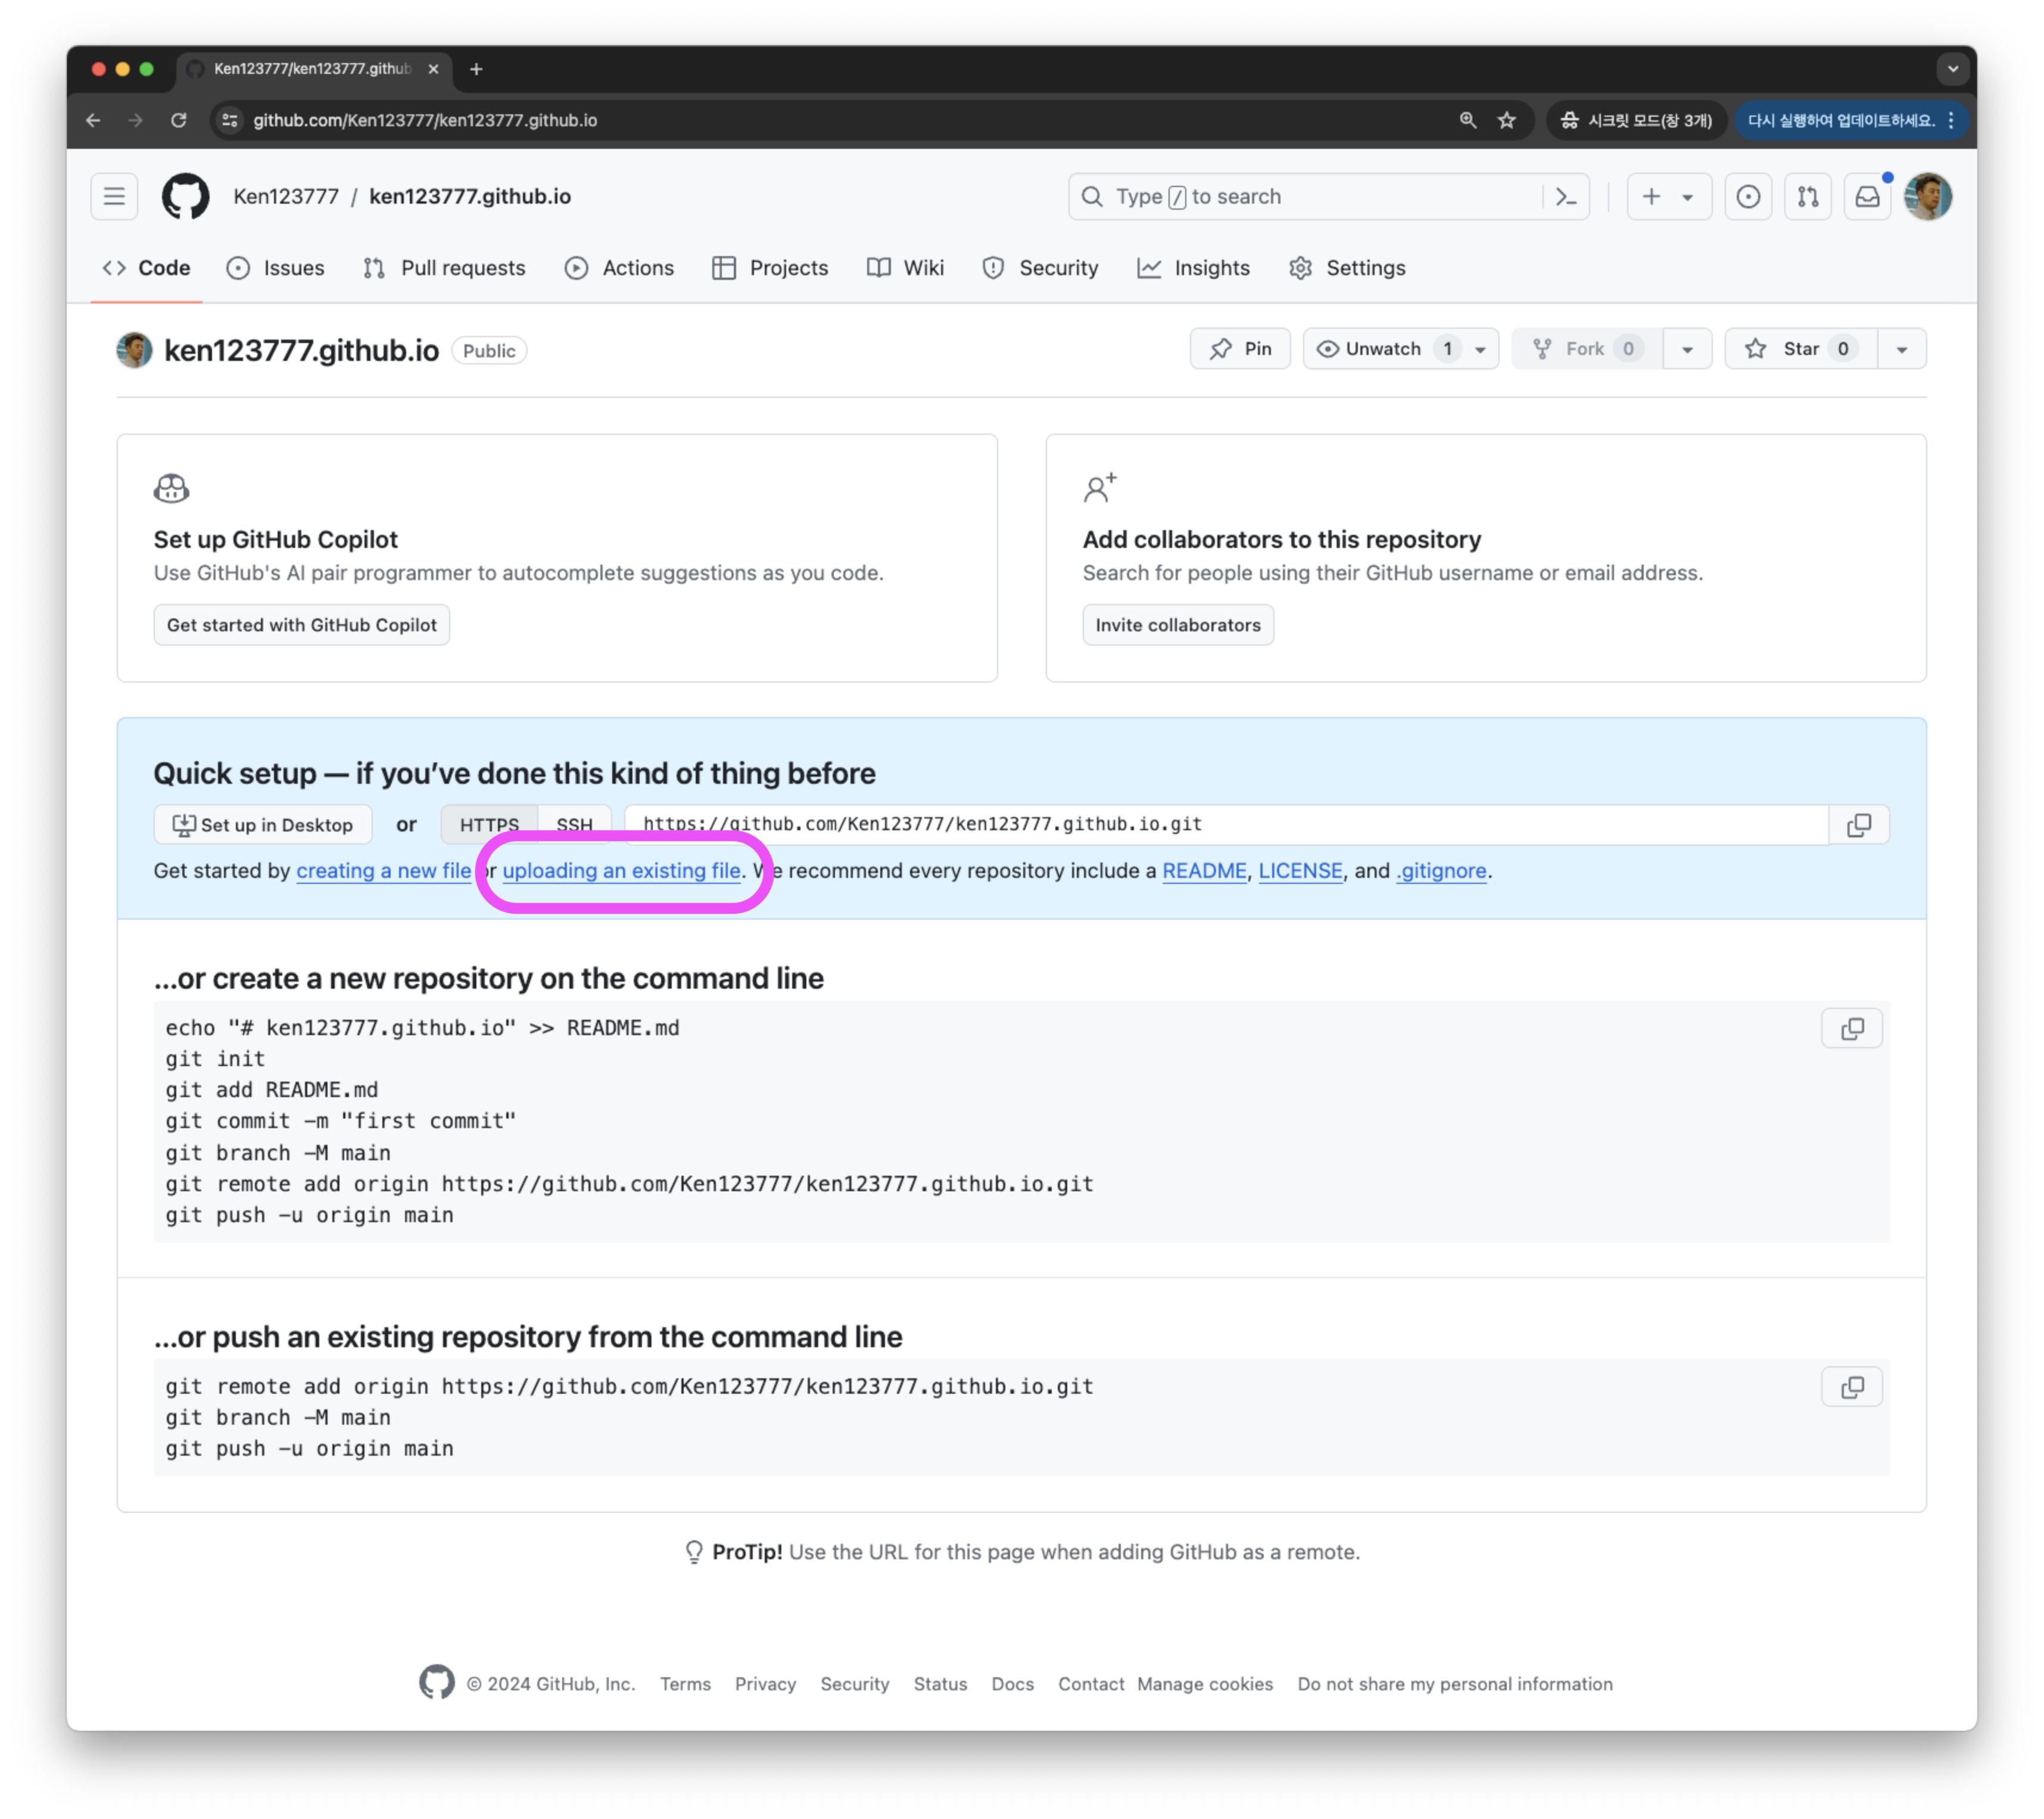 Ken123777/ken123777.github
github.com/Ken123777/ken123777.github.io
시크릿 모드(창 3개)
다시 실행하여 업데이트하세요.
Ken123777 / ken123777.github.io
Type / to search
Code Issues Pull requests Actions Projects Wiki Security Insights Settings
ken123777.github.io Public
Pin Unwatch 1 Fork 0 Star 0
Set up GitHub Copilot
Use GitHub's AI pair programmer to autocomplete suggestions as you code.
Get started with GitHub Copilot
Add collaborators to this repository
Search for people using their GitHub username or email address.
Invite collaborators
Quick setup — if you’ve done this kind of thing before
Set up in Desktop or HTTPS SSH https://github.com/Ken123777/ken123777.github.io.git
Get started by creating a new file or uploading an existing file. We recommend every repository include a README, LICENSE, and .gitignore.
…or create a new repository on the command line
echo "# ken123777.github.io" >> README.md
git init
git add README.md
git commit -m "first commit"
git branch -M main
git remote add origin https://github.com/Ken123777/ken123777.github.io.git
git push -u origin main
…or push an existing repository from the command line
git remote add origin https://github.com/Ken123777/ken123777.github.io.git
git branch -M main
git push -u origin main
ProTip! Use the URL for this page when adding GitHub as a remote.
© 2024 GitHub, Inc. Terms Privacy Security Status Docs Contact Manage cookies Do not share my personal information